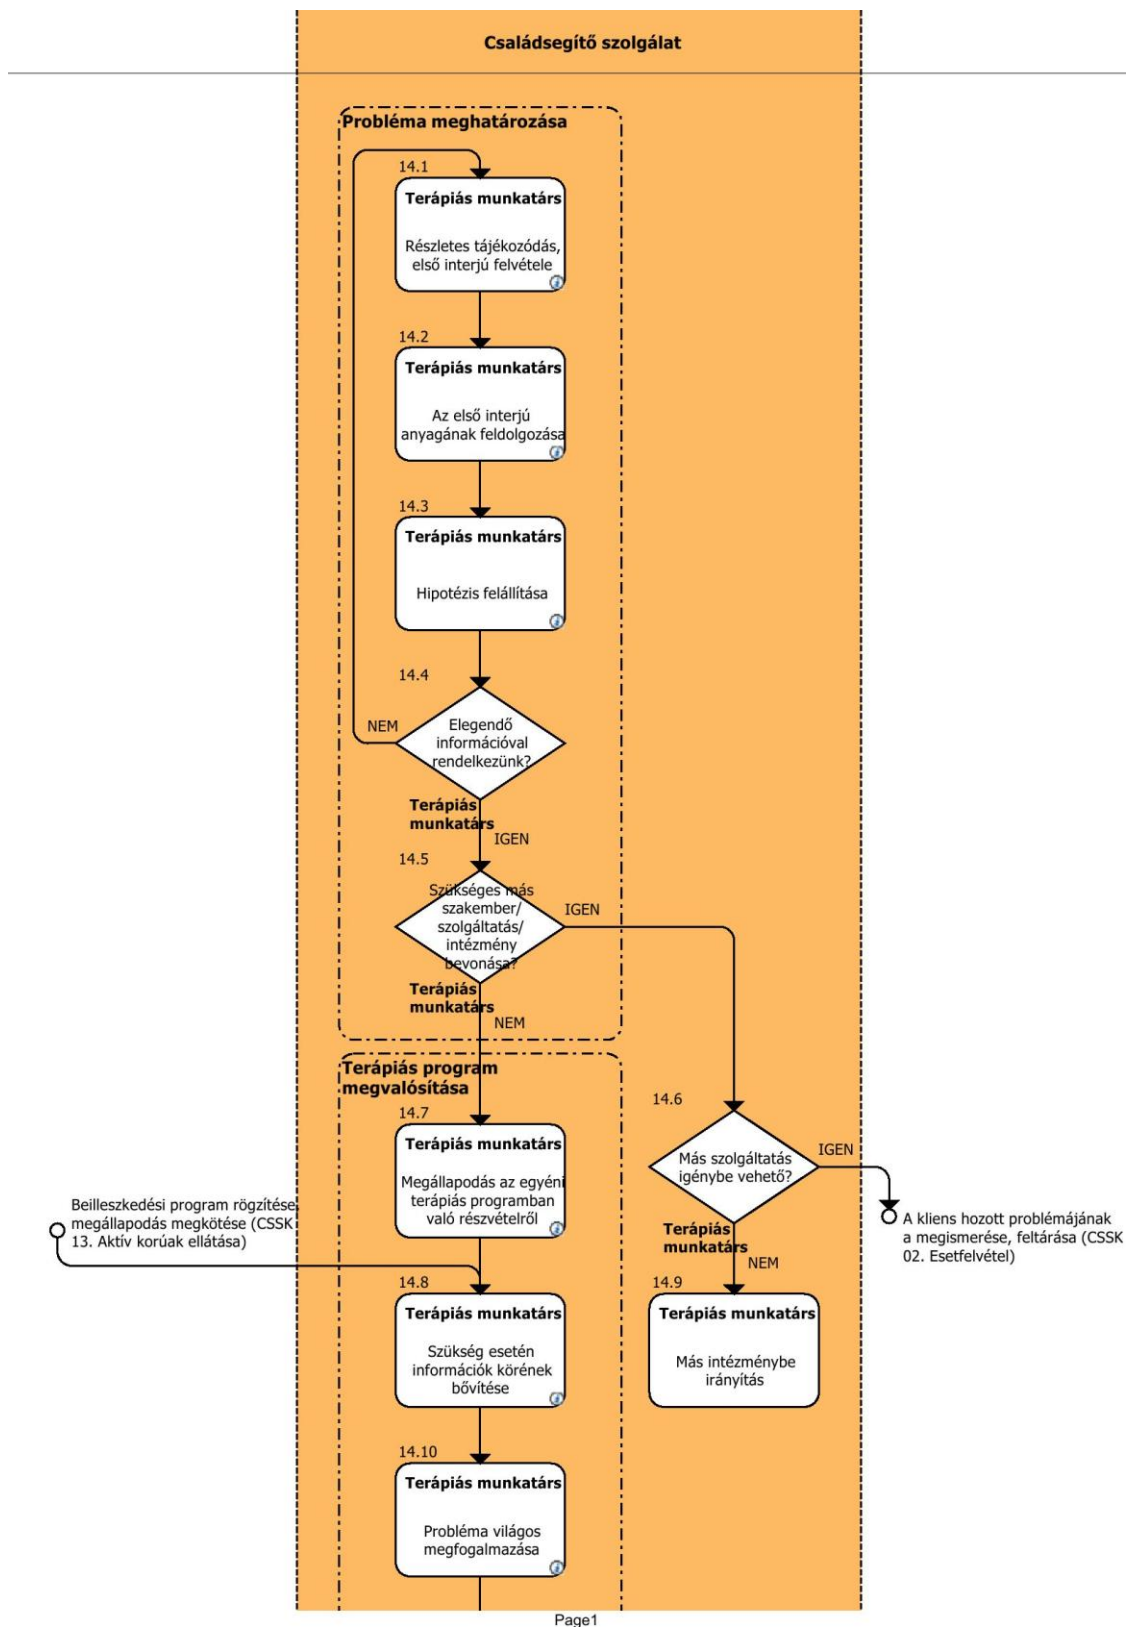 Családsegítő szolgálat
Probléma meghatározása
14.1
Terápiás munkatárs
Részletes tájékozódás,
első interjú felvétele
14.2
Terápiás munkatárs
Az első interjú
anyagának feldolgozása
14.3
Terápiás munkatárs
Hipotézis felállítása
14.4
NEM
Elegendő
információval
rendelkezünk?
Terápiás
munkatárs
IGEN
14.5
Szükséges más
szakember/
szolgáltatás/
intézmény
bevonása?
IGEN
Terápiás
munkatárs
NEM
Terápiás program
megvalósítása
14.7
Terápiás munkatárs
Megállapodás az egyéni
terápiás programban
való részvételről
14.6
Más szolgáltatás
igénybe vehető?
IGEN
Terápiás
munkatárs
NEM
A kliens hozott problémájának
a megismerése, feltárása (CSSK
02. Esetfelvétel)
Beilleszkedési program rögzítése,
megállapodás megkötése (CSSK
13. Aktív korúak ellátása)
14.8
Terápiás munkatárs
Szükség esetén
információk körének
bővítése
14.9
Terápiás munkatárs
Más intézménybe
irányítás
14.10
Terápiás munkatárs
Probléma világos
megfogalmazása
Page1